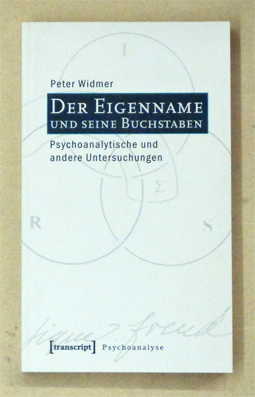 I
Peter Widmer
DER EIGENNAME
UND SEINE BUCHSTABEN
Psychoanalytische und
andere Untersuchungen
Σ
R
S
[transcript] Psychoanalyse